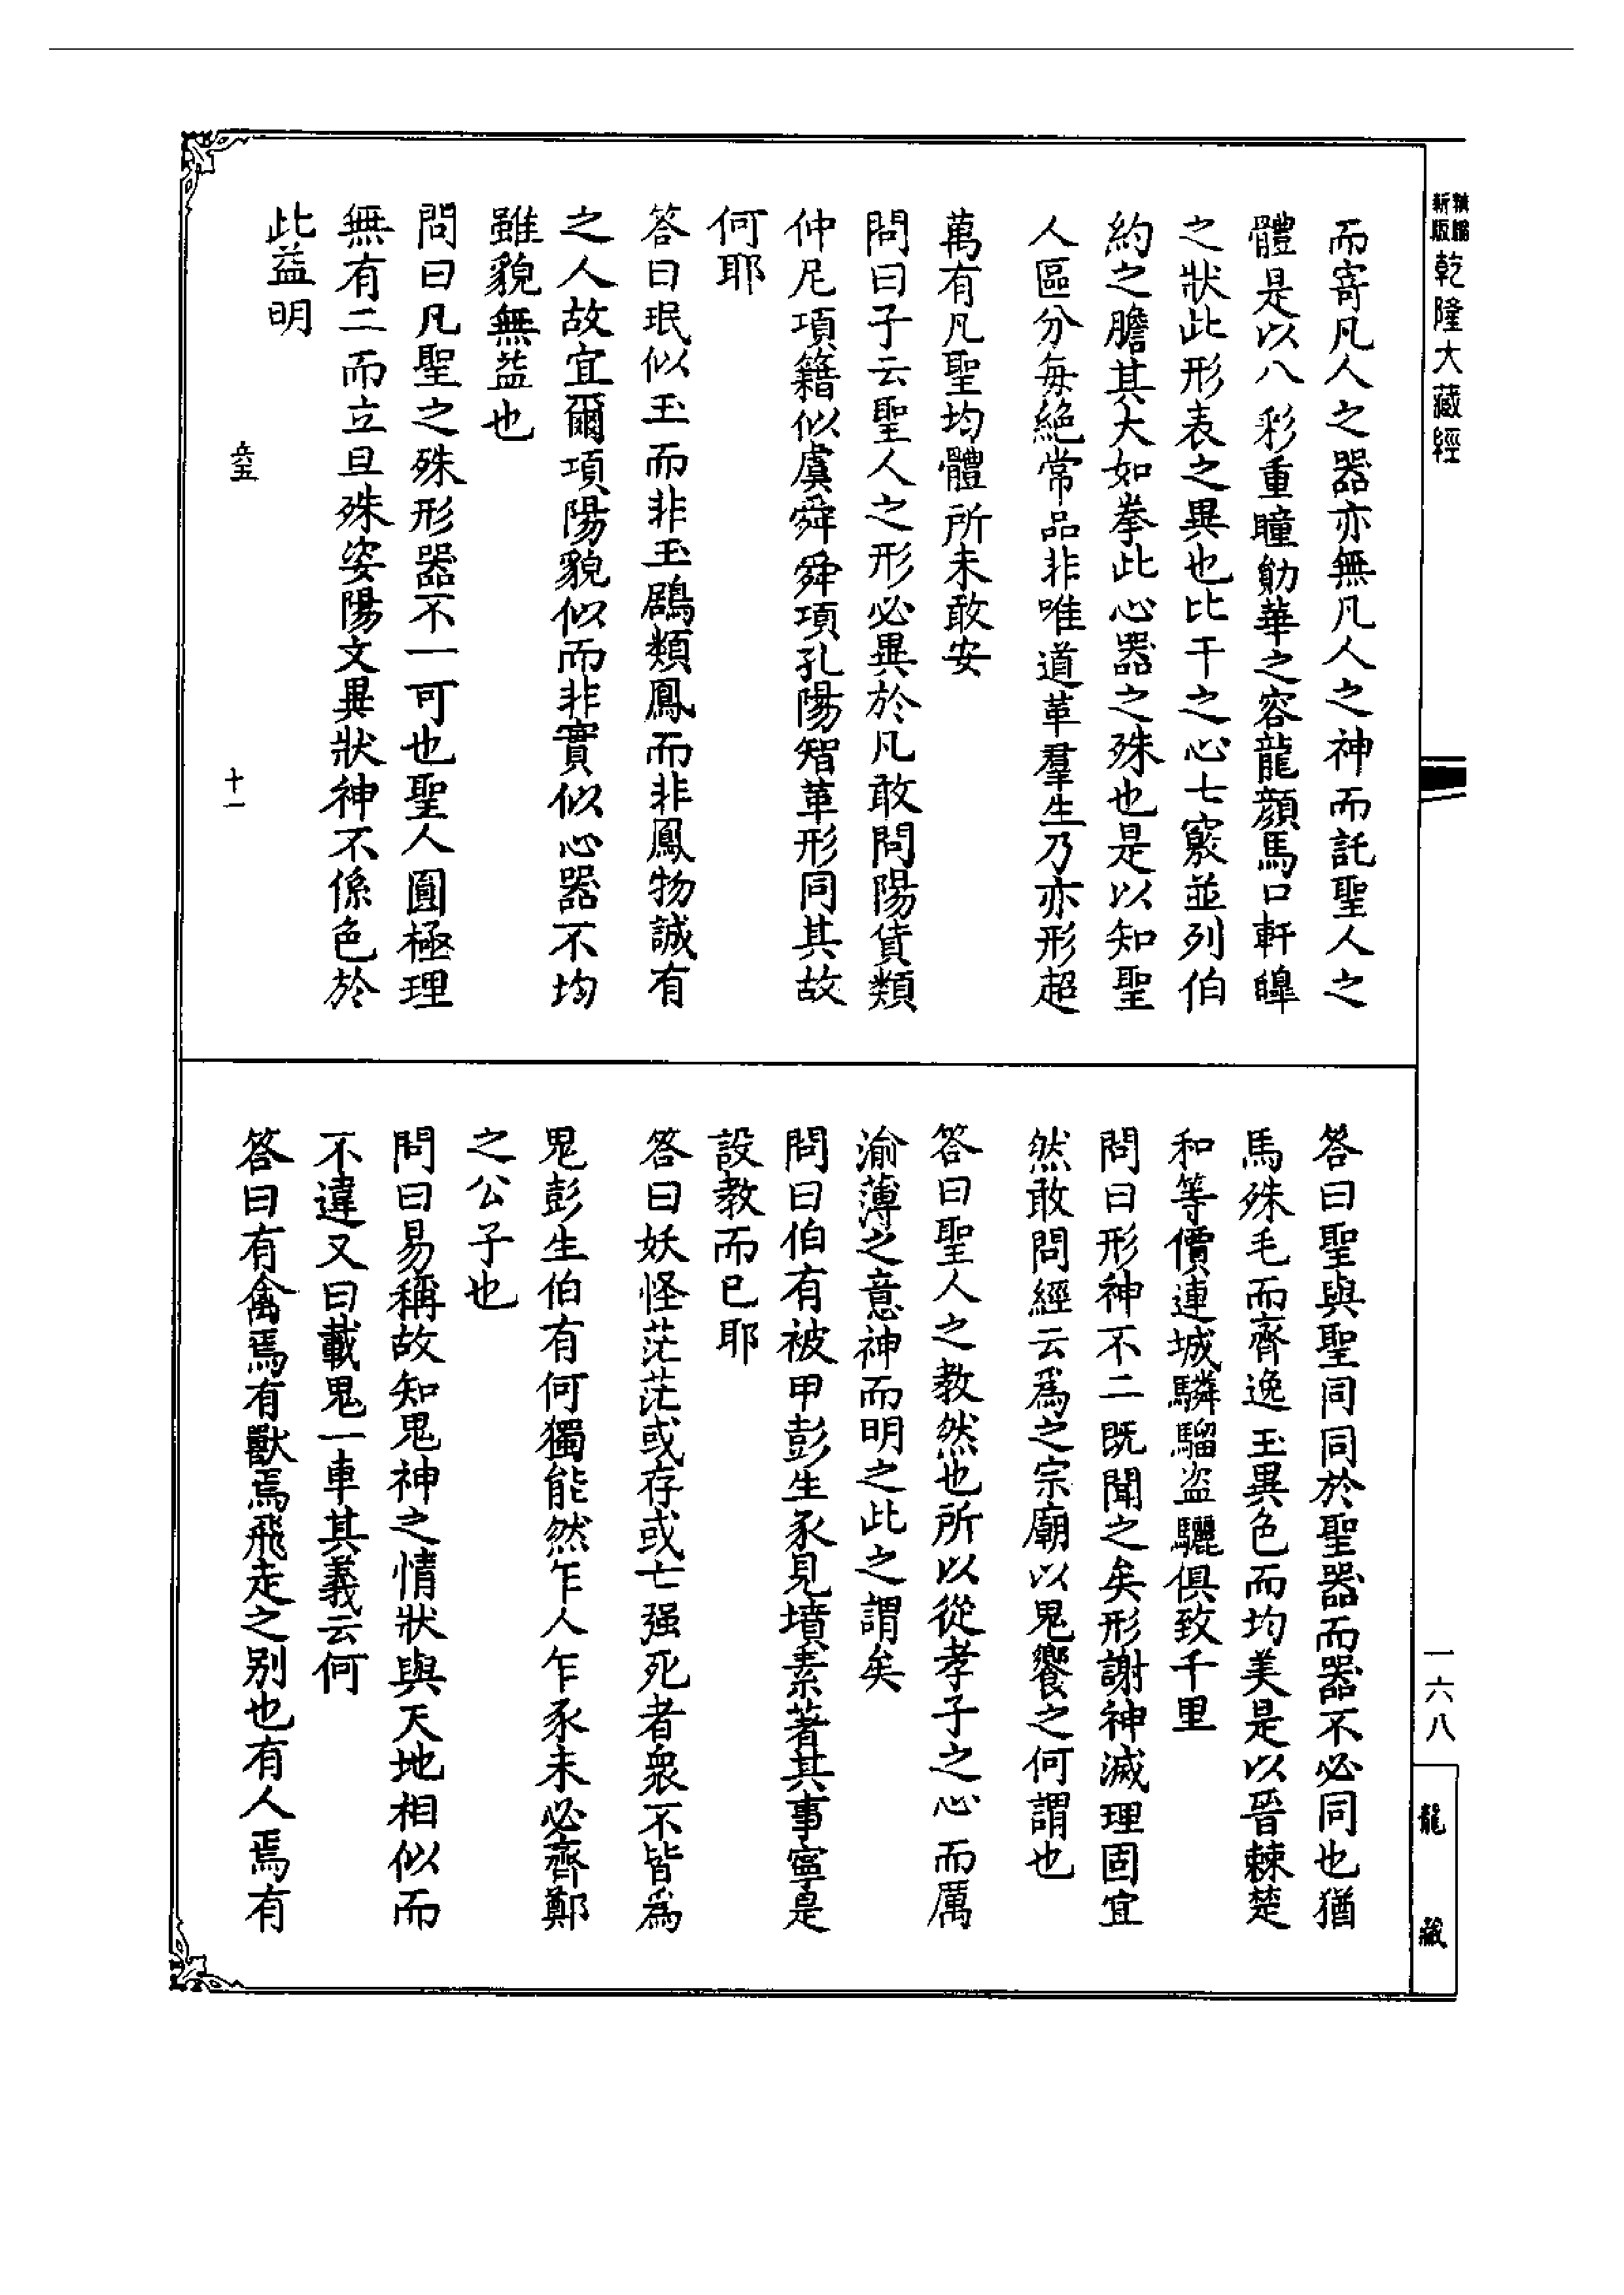 新版
乾隆大藏經
而寄凡人之器亦無凡人之神而託聖人之
體是以八彩重瞳勛華之容龍顏馬口軒皥
之狀此形表之異也比干之心七竅並列伯
約之膽其大如拳此心器之殊也是以知聖
人區分每絕常品非唯道革羣生乃亦形超
萬有凡聖均體所未敢安
問曰子云聖人之形必異於凡敢問陽貨類
仲尼項籍似虞舜舜項孔陽智革形同其故
何耶
答曰珉似玉而非玉鶋類鳳而非鳳物誠有
之人故宜爾項陽貌似而非實似心器不均
雖貌無益也
問曰凡聖之殊形器不一可也聖人圓極理
無有二而立旦殊姿陽文異狀神不係色於
此益明
十一
答曰聖與聖同同於聖器而器不必同也猶
馬殊毛而齊逸玉異色而均美是以晉棘楚
和等價連城驎騮盗驪俱致千里
問曰形神不二既聞之矣形謝神滅理固宜
然敢問經云為之宗廟以鬼饗之何謂也
答曰聖人之教然也所以從孝子之心而厲
渝薄之意神而明之此之謂矣
問曰伯有被甲彭生豕見墳素著其事寧是
設教而已耶
答曰妖怪茫茫或存或亡强死者衆不皆為
鬼彭生伯有何獨能然乍人乍豕未必齊鄭
之公子也
問曰易稱故知鬼神之情狀與天地相似而
不違又曰載鬼一車其義云何
答曰有禽焉有獸焉飛走之別也有人焉有
一六八
龍藏